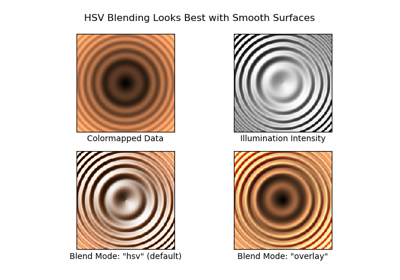 HSV Blending Looks Best with Smooth Surfaces
Colormapped Data
Illumination Intensity
Blend Mode: "hsv" (default)
Blend Mode: "overlay"